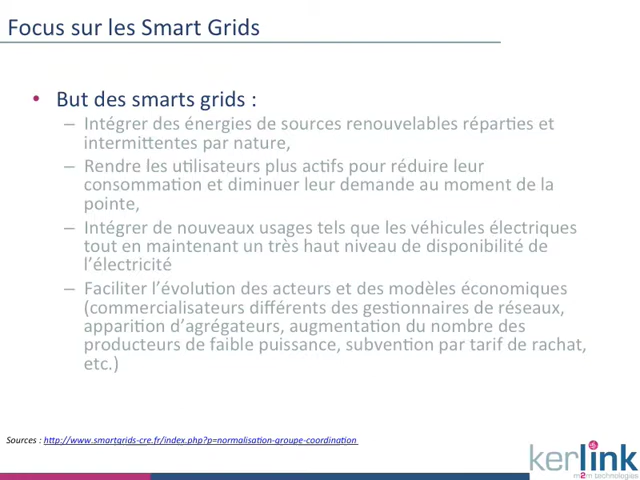 Focus sur les Smart Grids
• But des smarts grids :
– Intégrer des énergies de sources renouvelables réparties et
intermittentes par nature,
– Rendre les utilisateurs plus actifs pour réduire leur
consommation et diminuer leur demande au moment de la
pointe,
– Intégrer de nouveaux usages tels que les véhicules électriques
tout en maintenant un très haut niveau de disponibilité de
l’électricité
– Faciliter l’évolution des acteurs et des modèles économiques
(commercialisateurs différents des gestionnaires de réseaux,
apparition d’agrégateurs, augmentation du nombre des
producteurs de faible puissance, subvention par tarif de rachat,
etc.)
Sources : http://www.smartgrids-cre.fr/index.php?p=normalisation-groupe-coordination
kerlink
m2m technologies